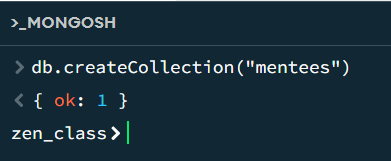 >_MONGOSH
> db.createCollection("mentees")
< { ok: 1 }
zen_class>